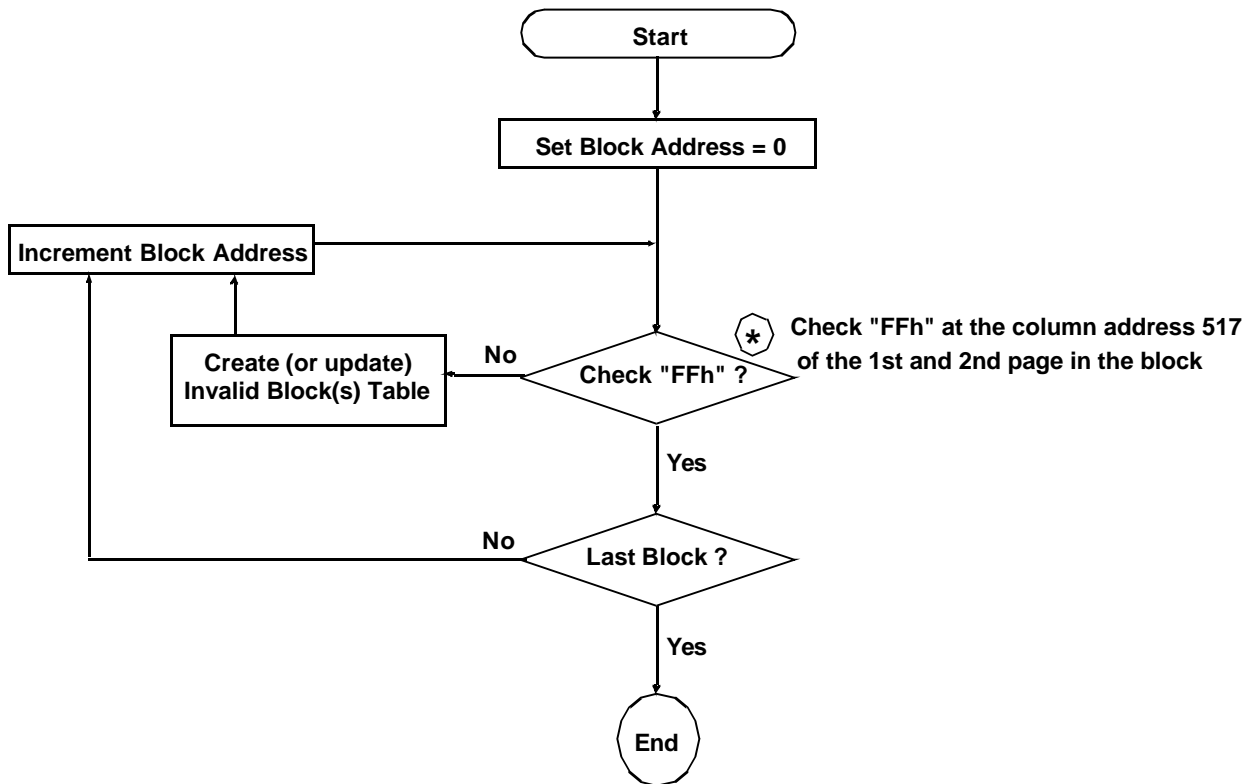 Start
Set Block Address = 0
Increment Block Address
* Check "FFh" at the column address 517
of the 1st and 2nd page in the block
No
Create (or update)
Invalid Block(s) Table
Check "FFh" ?
Yes
No
Last Block ?
Yes
End